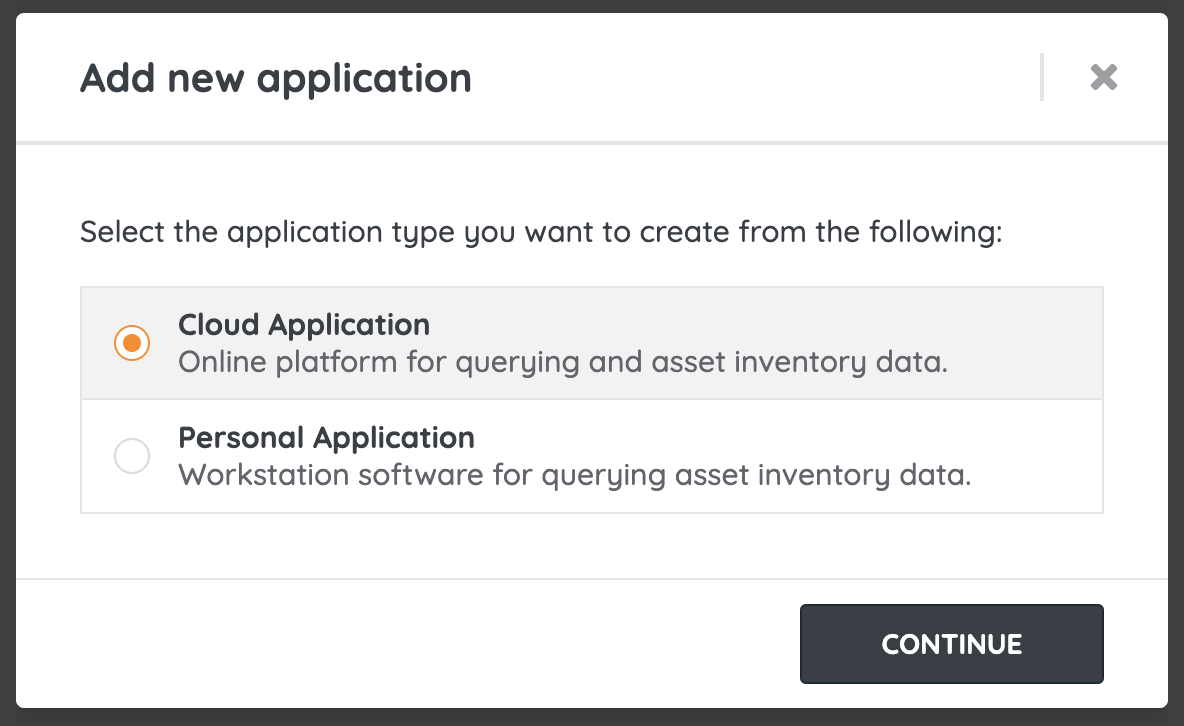 Add new application
Select the application type you want to create from the following:
Cloud Application
Online platform for querying and asset inventory data.
Personal Application
Workstation software for querying asset inventory data.
CONTINUE